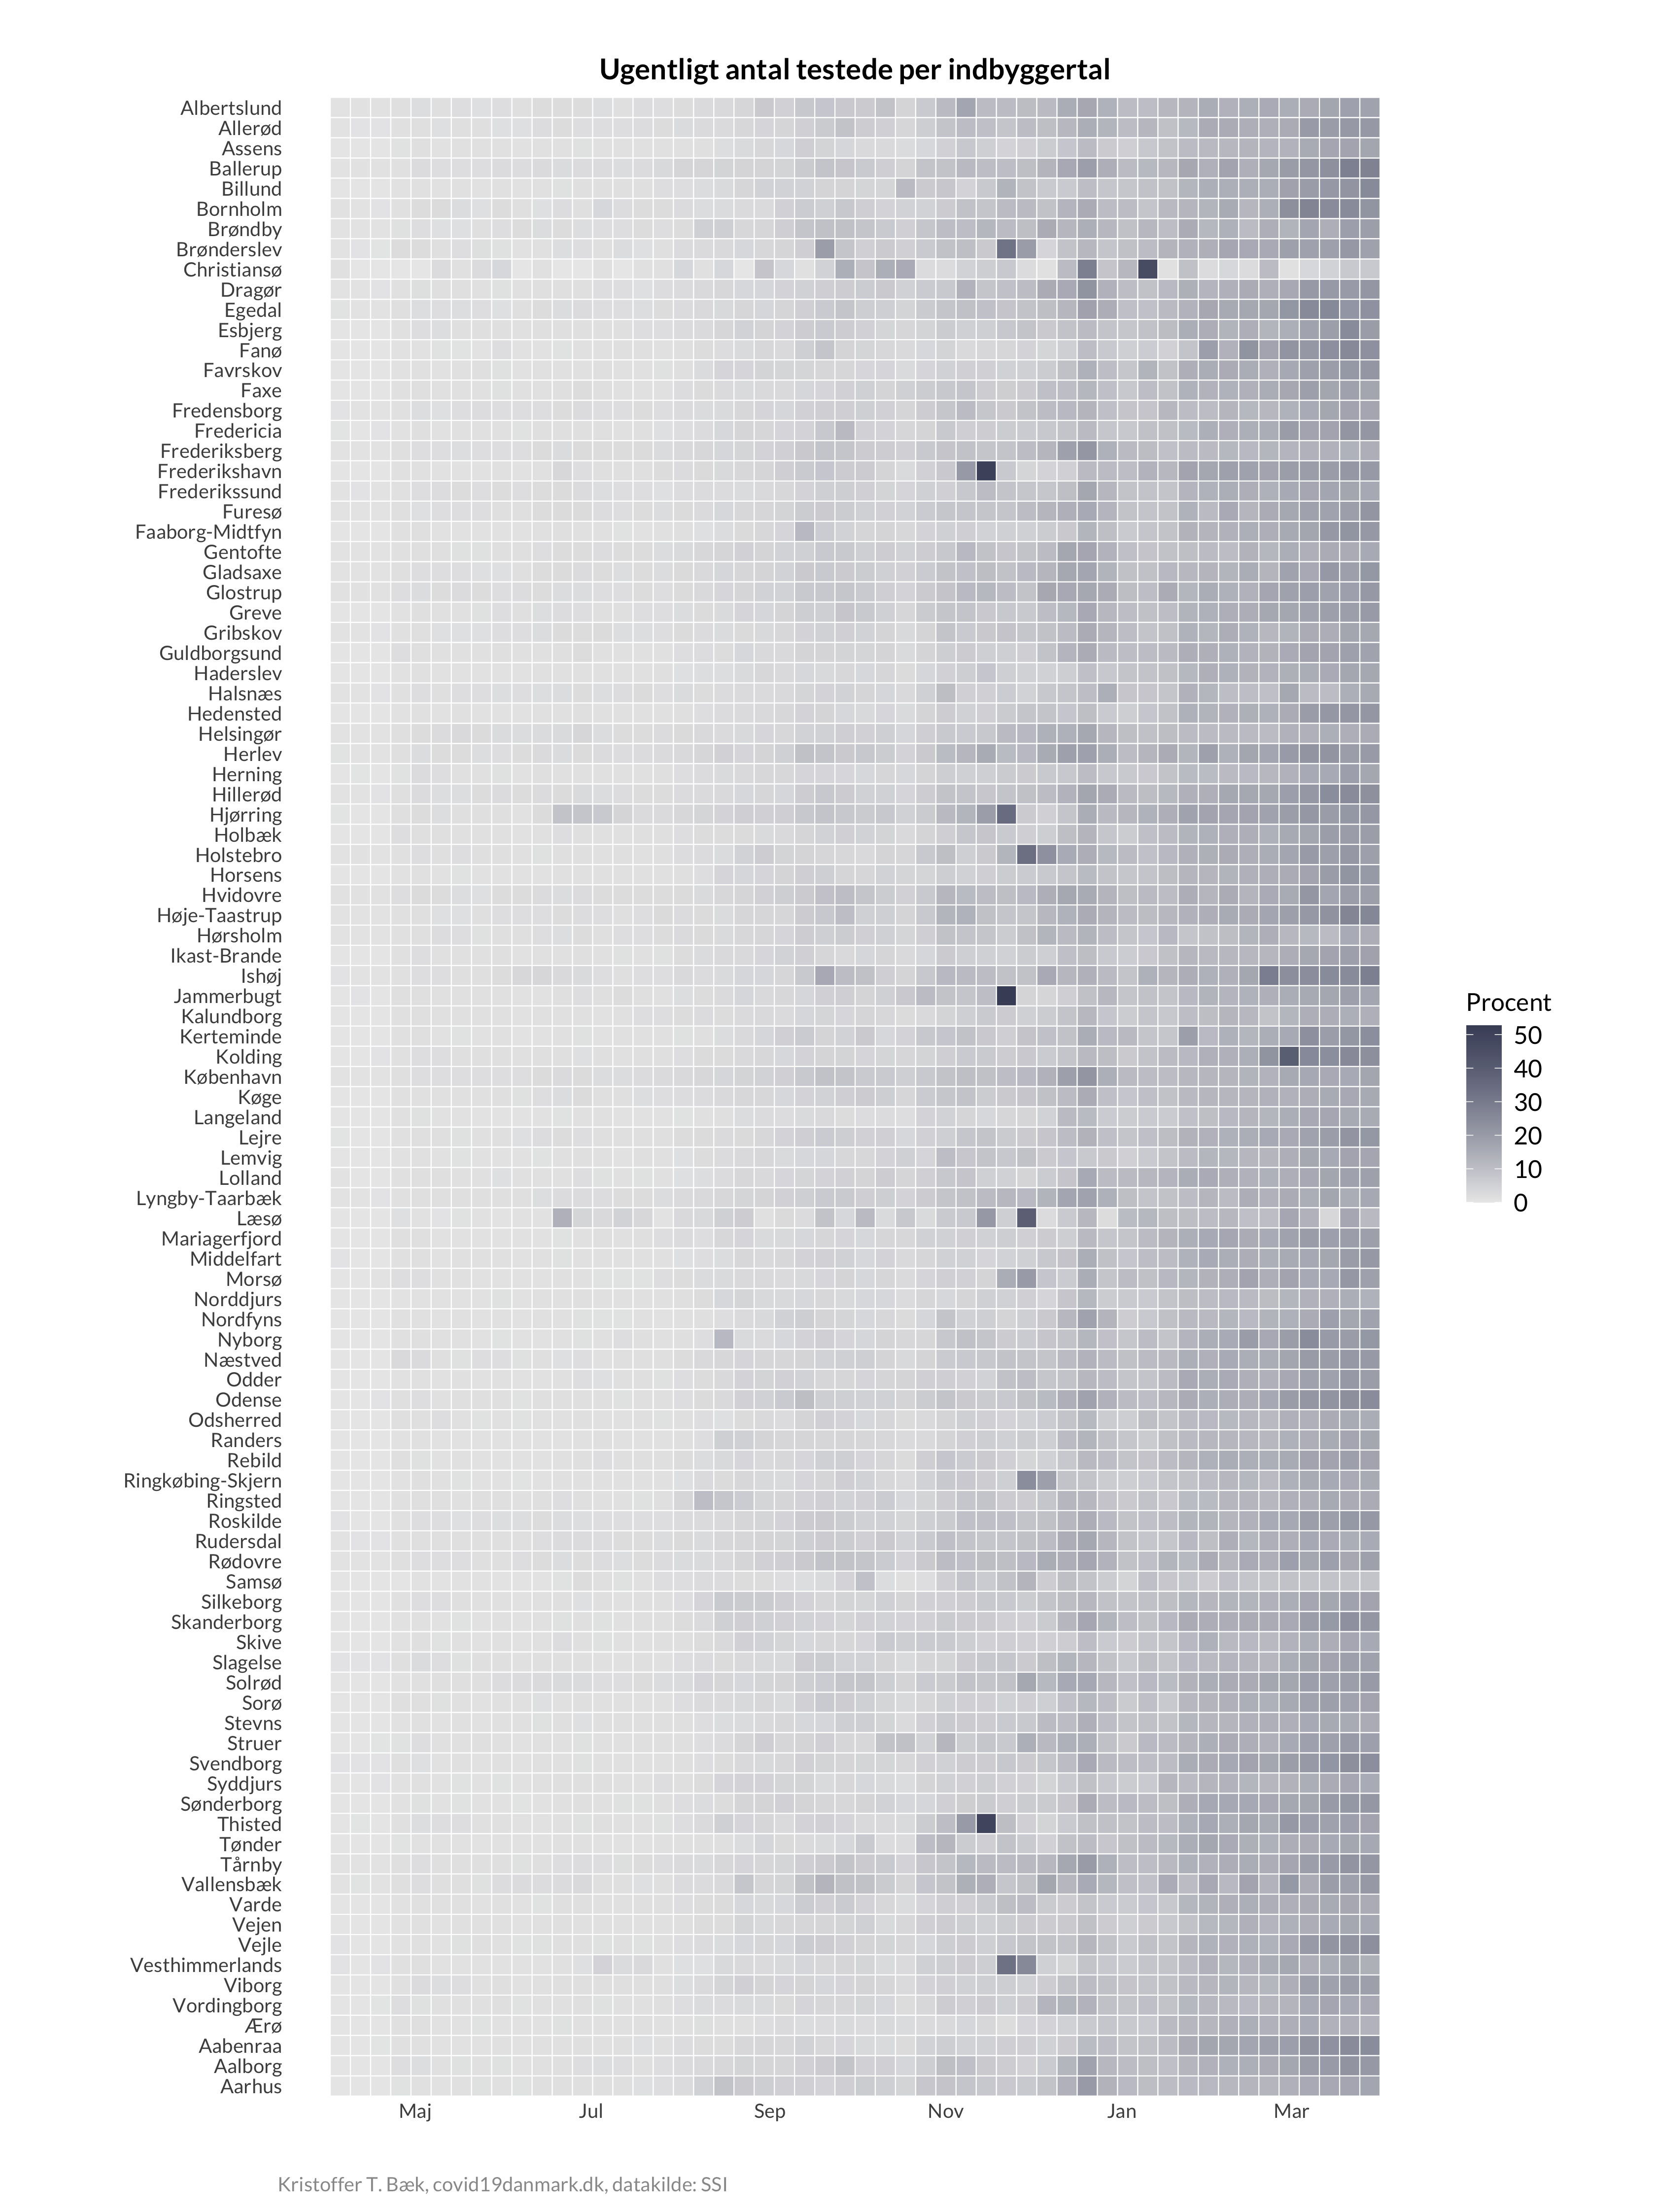 Ugentligt antal testede per indbyggertal
Albertslund
Allerød
Assens
Ballerup
Billund
Bornholm
Brøndby
Brønderslev
Christiansø
Dragør
Egedal
Esbjerg
Fanø
Favrskov
Faxe
Fredensborg
Fredericia
Frederiksberg
Frederikshavn
Frederikssund
Furesø
Faaborg-Midtfyn
Gentofte
Gladsaxe
Glostrup
Greve
Gribskov
Guldborgsund
Haderslev
Halsnæs
Hedensted
Helsingør
Herlev
Herning
Hillerød
Hjørring
Holbæk
Holstebro
Horsens
Hvidovre
Høje-Taastrup
Hørsholm
Ikast-Brande
Ishøj
Jammerbugt
Kalundborg
Kerteminde
Kolding
København
Køge
Langeland
Lejre
Lemvig
Lolland
Lyngby-Taarbæk
Læsø
Mariagerfjord
Middelfart
Morsø
Norddjurs
Nordfyns
Nyborg
Næstved
Odder
Odense
Odsherred
Randers
Rebild
Ringkøbing-Skjern
Ringsted
Roskilde
Rudersdal
Rødovre
Samsø
Silkeborg
Skanderborg
Skive
Slagelse
Solrød
Sorø
Stevns
Struer
Svendborg
Syddjurs
Sønderborg
Thisted
Tønder
Tårnby
Vallensbæk
Varde
Vejen
Vejle
Vesthimmerlands
Viborg
Vordingborg
Ærø
Aabenraa
Aalborg
Aarhus
Maj Jul Sep Nov Jan Mar
Procent
50
40
30
20
10
0
Kristoffer T. Bæk, covid19danmark.dk, datakilde: SSI